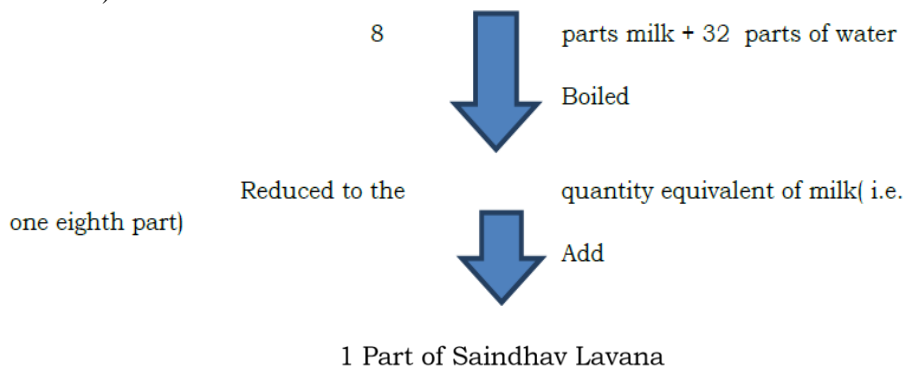 )
8 parts milk + 32 parts of water
Boiled
Reduced to the quantity equivalent of milk( i.e.
one eighth part)
Add
1 Part of Saindhav Lavana